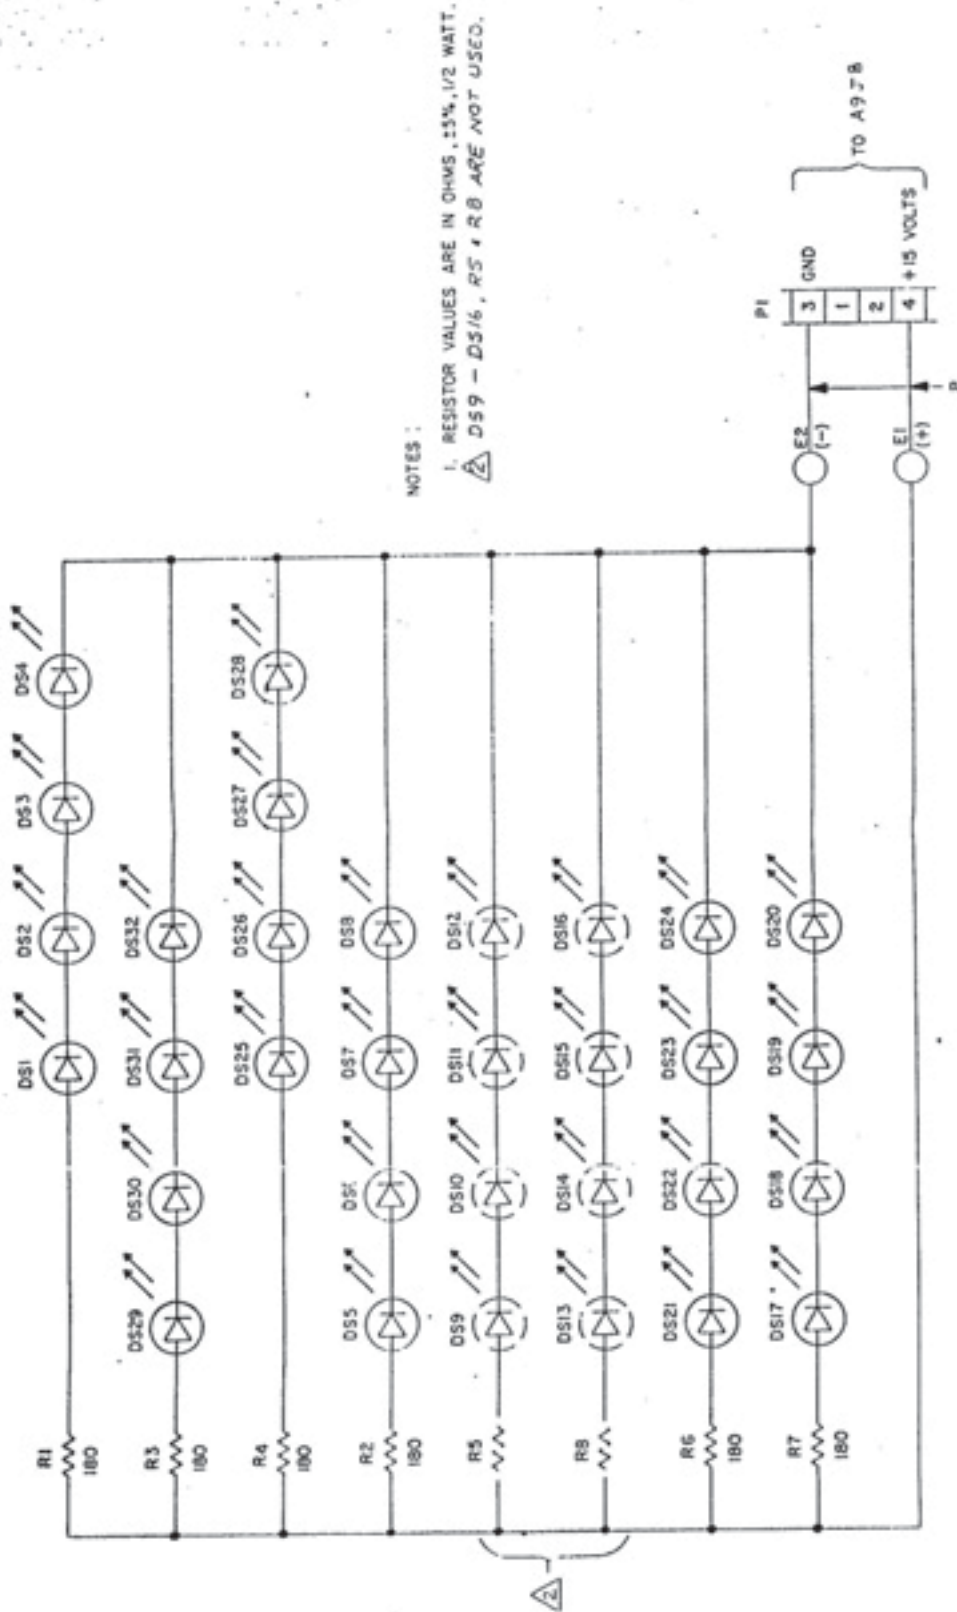 DS1
DS2
DS3
DS4
R1
180
DS29
DS30
DS31
DS32
R3
180
DS25
DS26
DS27
DS28
R4
180
DS5
DS7
DS8
R2
180
DS9
DS10
DS11
DS12
R5
DS13
DS14
DS15
DS16
R8
2
DS21
DS22
DS23
DS24
R6
180
DS17
DS18
DS19
DS20
R7
180
NOTES :
1. RESISTOR VALUES ARE IN OHMS, ±5%, 1/2 WATT.
2 DS9 - DS16, R5 & R8 ARE NOT USED.
E2
(-)
E1
(+)
P1
3 GND
1
2
4 +15 VOLTS
TO A9J8